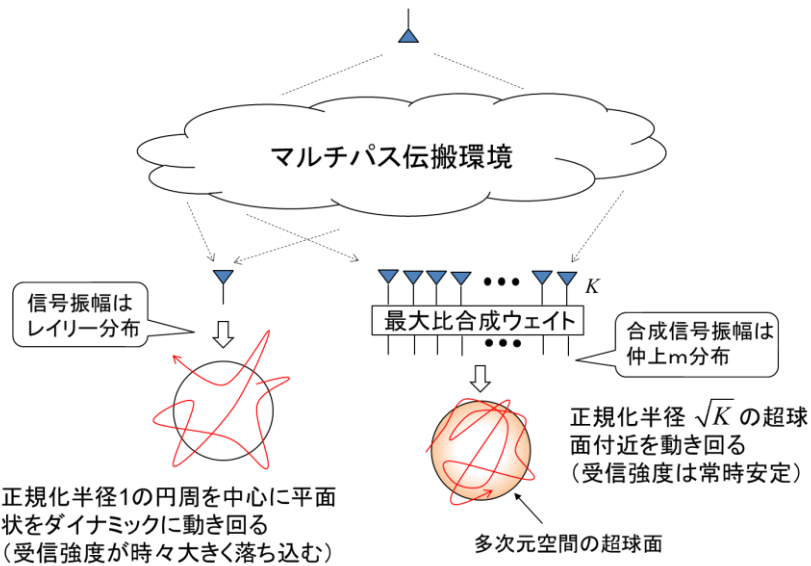 マルチパス伝搬環境
信号振幅は
レイリー分布
••• K
最大比合成ウェイト
•••
合成信号振幅は
仲上m分布
正規化半径 √K の超球
面付近を動き回る
(受信強度は常時安定)
正規化半径1の円周を中心に平面
状をダイナミックに動き回る
(受信強度が時々大きく落ち込む)
多次元空間の超球面